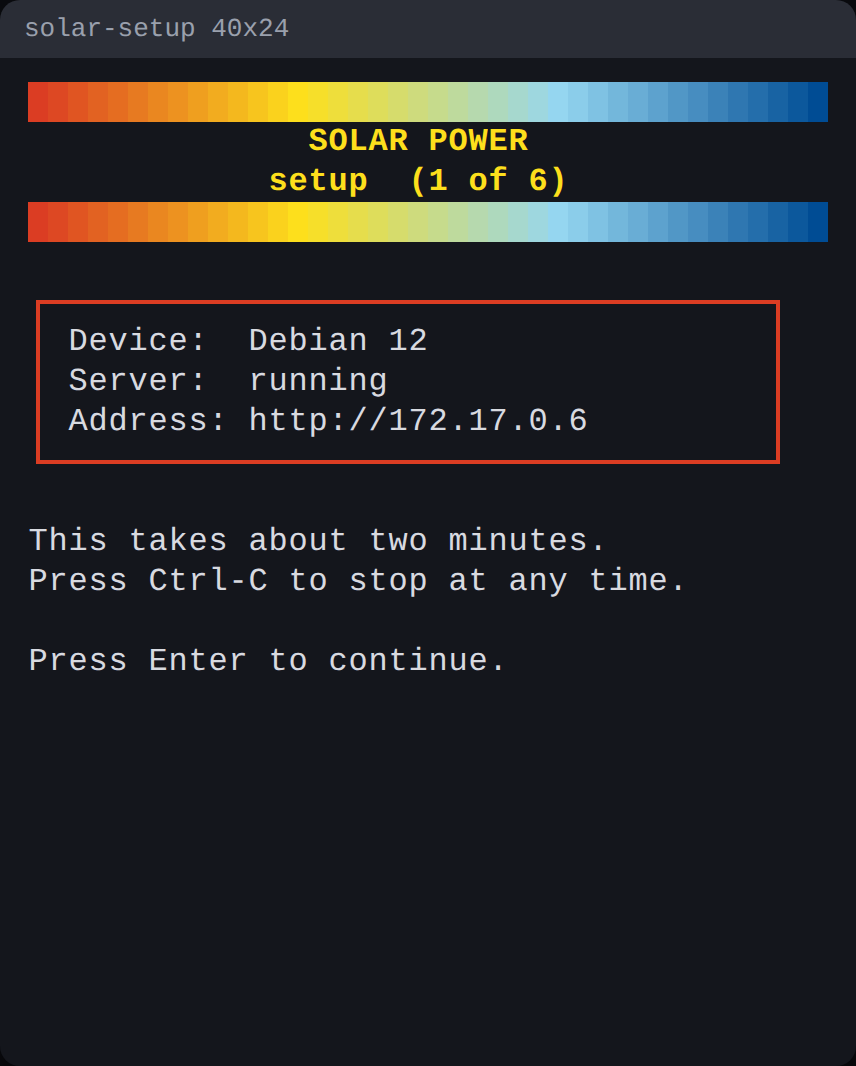 solar-setup 40x24
SOLAR POWER
setup  (1 of 6)
Device:  Debian 12
Server:  running
Address: http://172.17.0.6
This takes about two minutes.
Press Ctrl-C to stop at any time.
Press Enter to continue.